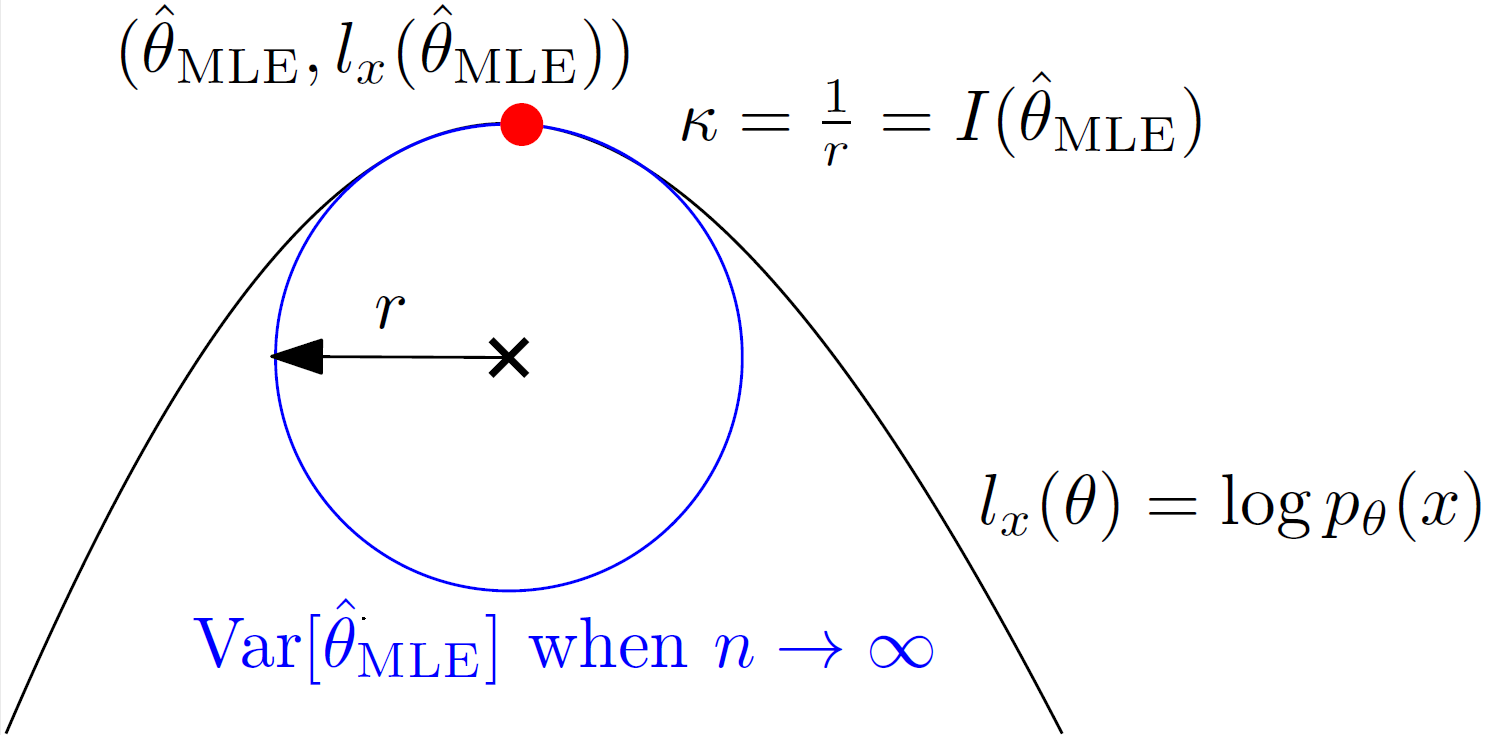 (θ̂_MLE, l_x(θ̂_MLE))
κ = 1/r = I(θ̂_MLE)
r
l_x(θ) = log p_θ(x)
Var[θ̂_MLE] when n → ∞